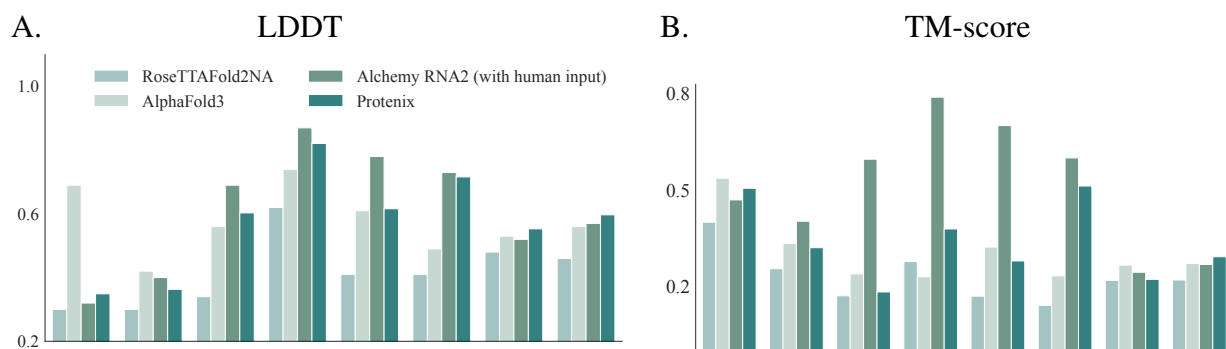 A.
LDDT
1.0
0.6
0.2
RoseTTAFold2NA
AlphaFold3
Alchemy RNA2 (with human input)
Protenix
B.
TM-score
0.8
0.5
0.2